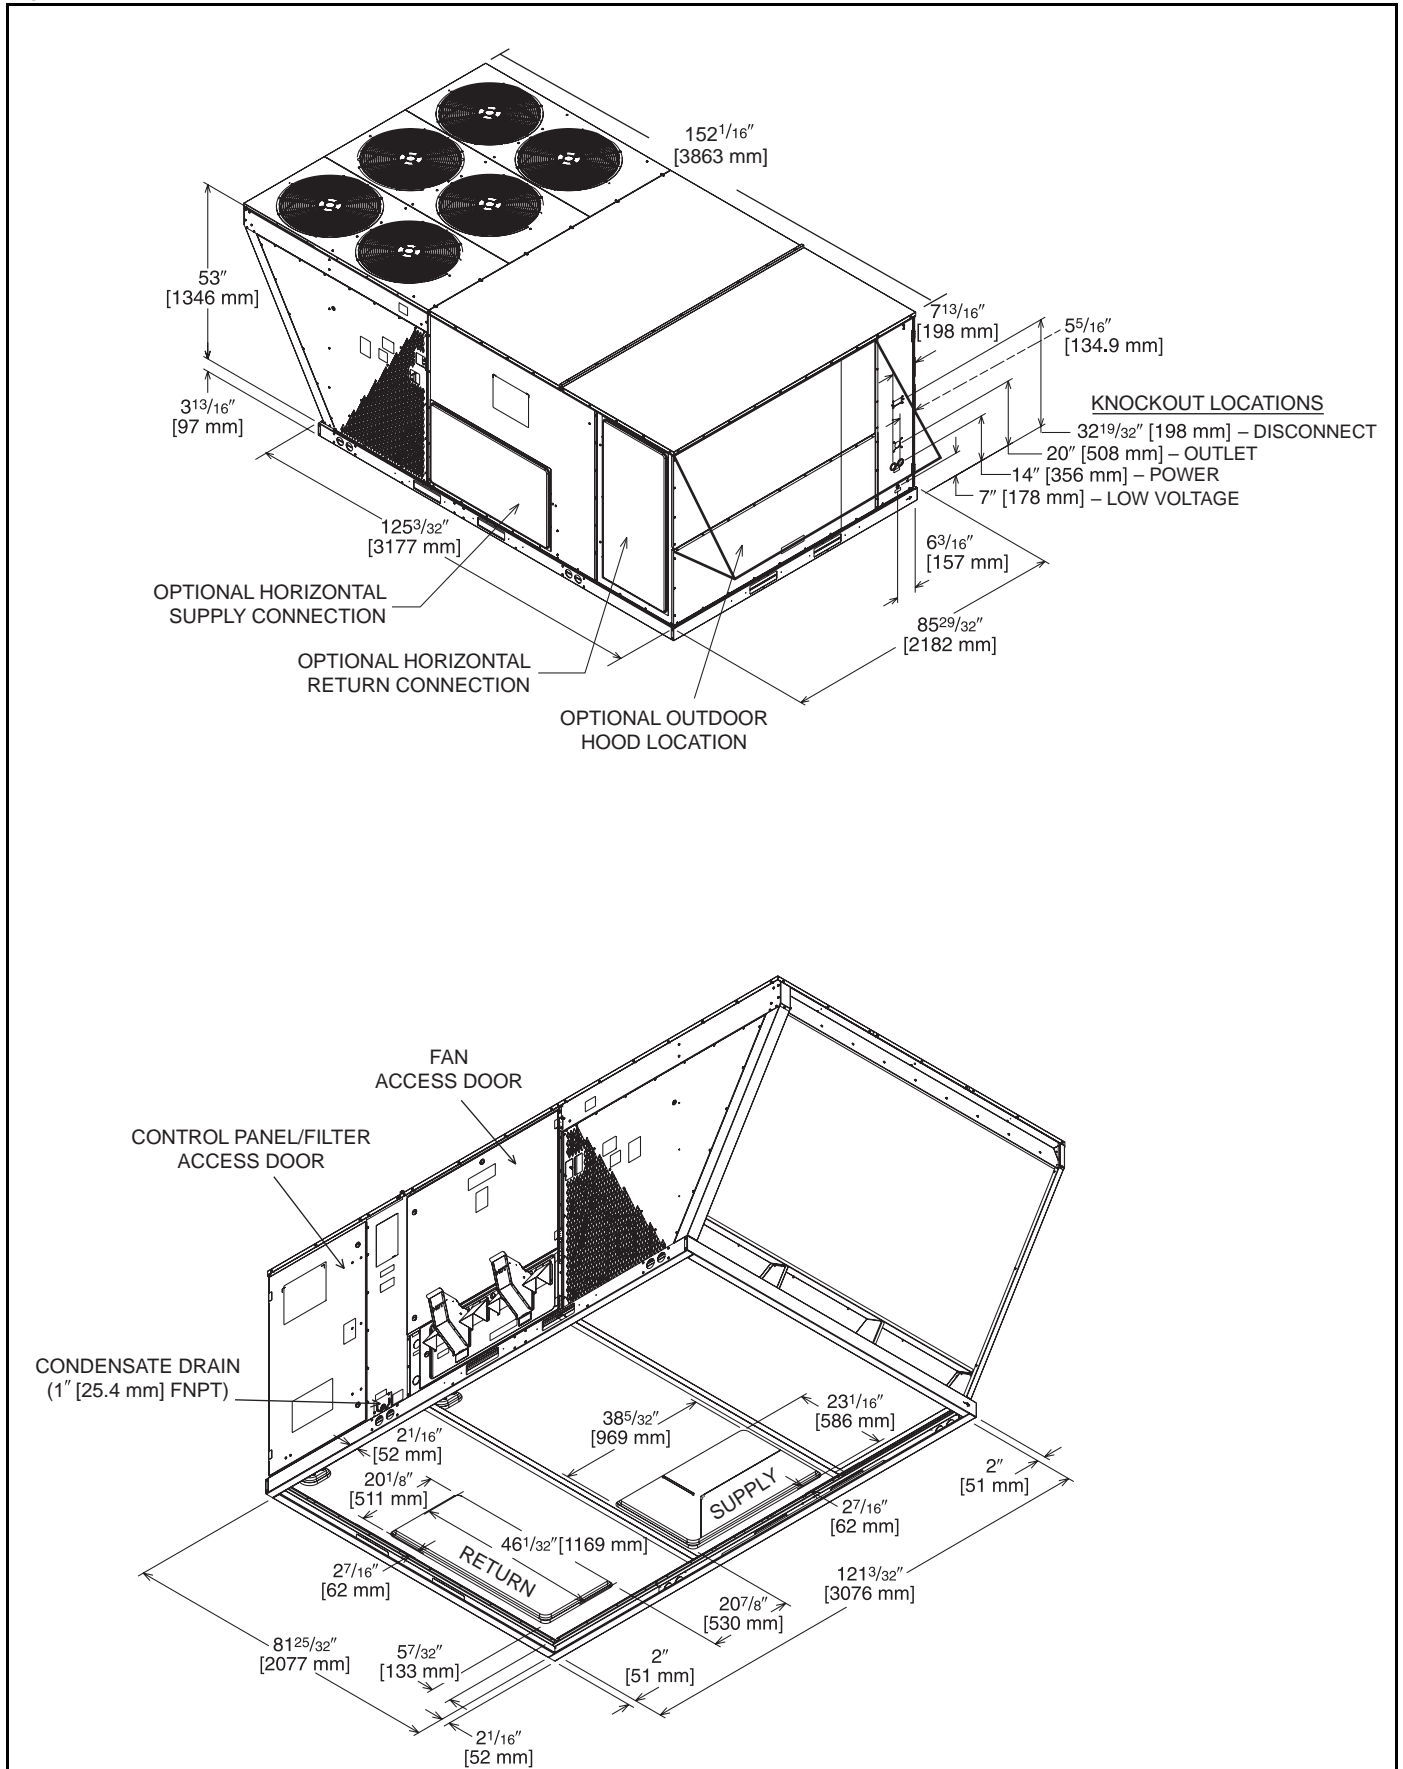 152 1/16″
[3863 mm]
53″
[1346 mm]
7 13/16″
[198 mm]
5 5/16″
[134.9 mm]
3 13/16″
[97 mm]
KNOCKOUT LOCATIONS
32 19/32″ [198 mm] – DISCONNECT
20″ [508 mm] – OUTLET
14″ [356 mm] – POWER
7″ [178 mm] – LOW VOLTAGE
125 3/32″
[3177 mm]
6 3/16″
[157 mm]
OPTIONAL HORIZONTAL
SUPPLY CONNECTION
85 29/32″
[2182 mm]
OPTIONAL HORIZONTAL
RETURN CONNECTION
OPTIONAL OUTDOOR
HOOD LOCATION
FAN
ACCESS DOOR
CONTROL PANEL/FILTER
ACCESS DOOR
CONDENSATE DRAIN
(1″ [25.4 mm] FNPT)
2 1/16″
[52 mm]
38 5/32″
[969 mm]
23 1/16″
[586 mm]
20 1/8″
[511 mm]
SUPPLY
2″
[51 mm]
2 7/16″
[62 mm]
46 1/32″ [1169 mm]
RETURN
2 7/16″
[62 mm]
121 3/32″
[3076 mm]
20 7/8″
[530 mm]
81 25/32″
[2077 mm]
5 7/32″
[133 mm]
2″
[51 mm]
2 1/16″
[52 mm]